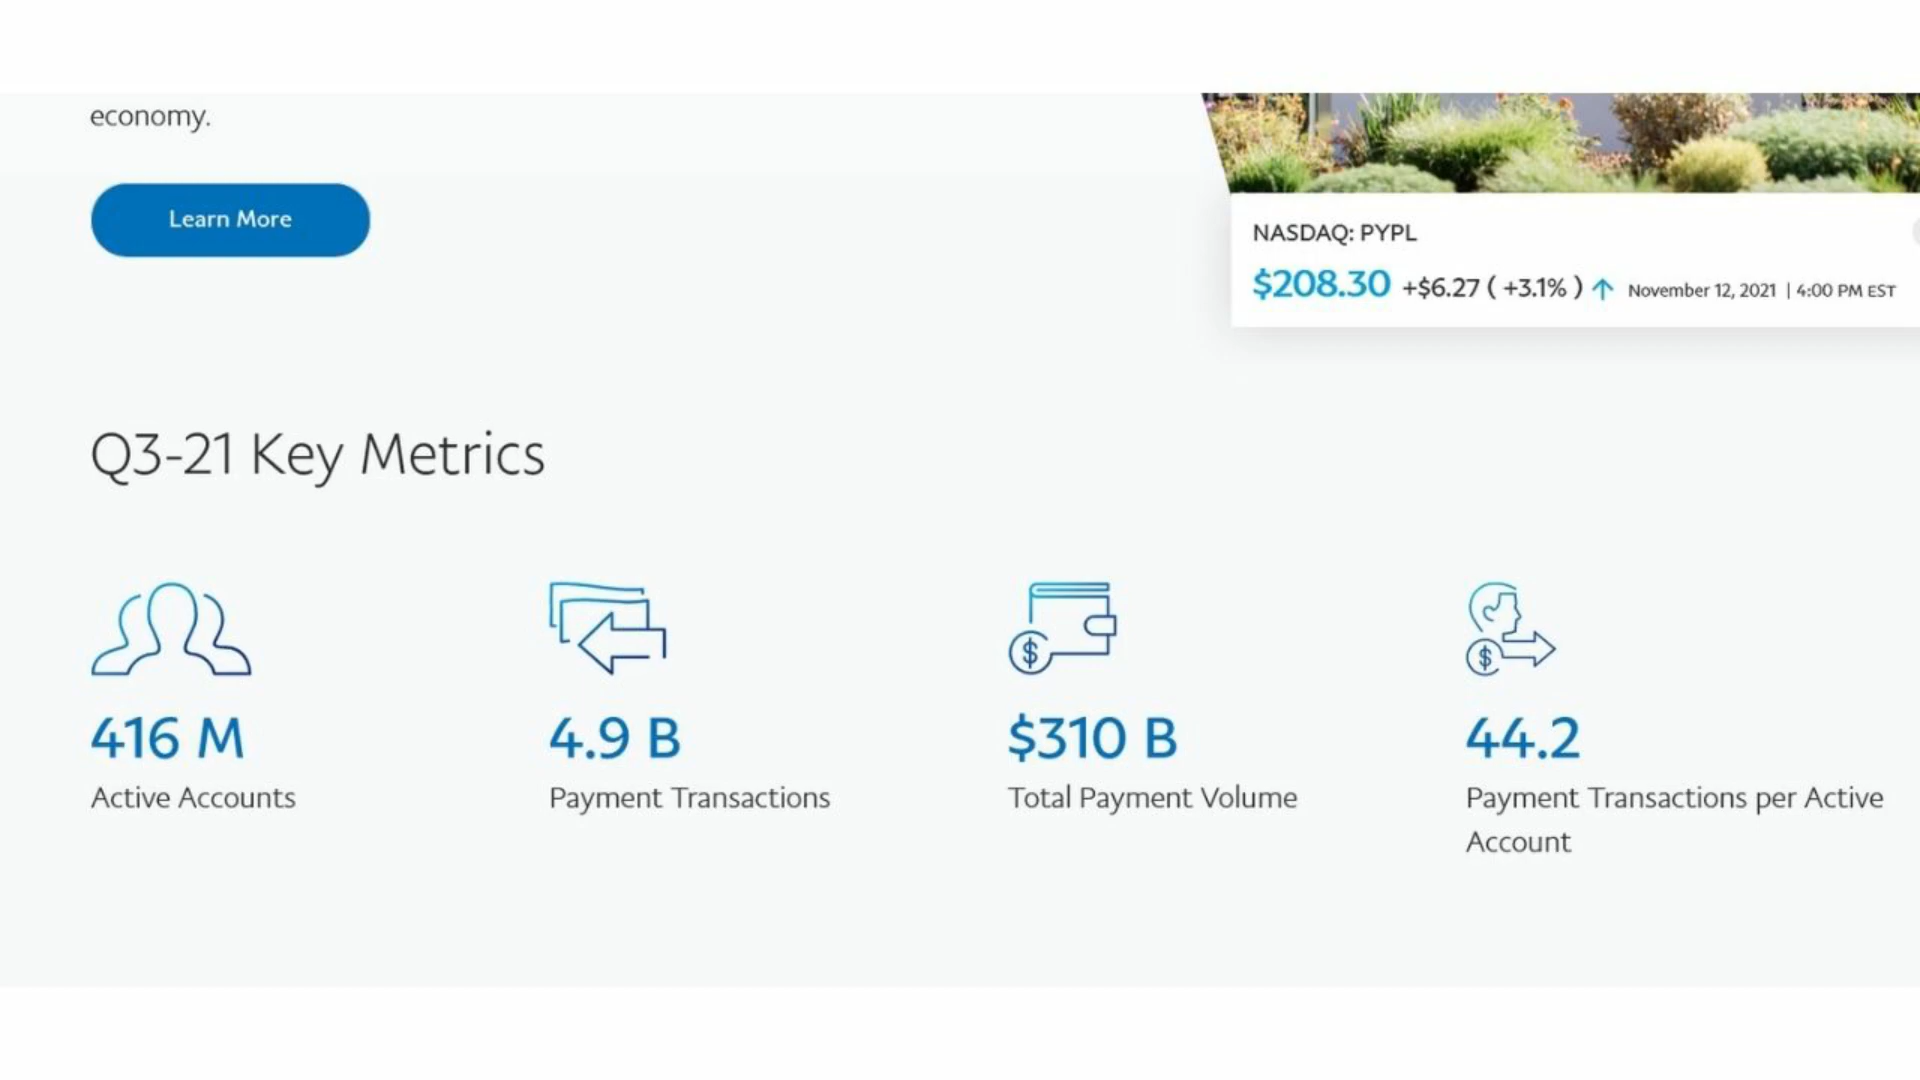 economy.
Learn More
NASDAQ: PYPL
$208.30 +$6.27 ( +3.1% ) ↑ November 12, 2021 | 4:00 PM EST
Q3-21 Key Metrics
416 M
Active Accounts
4.9 B
Payment Transactions
$310 B
Total Payment Volume
44.2
Payment Transactions per Active
Account